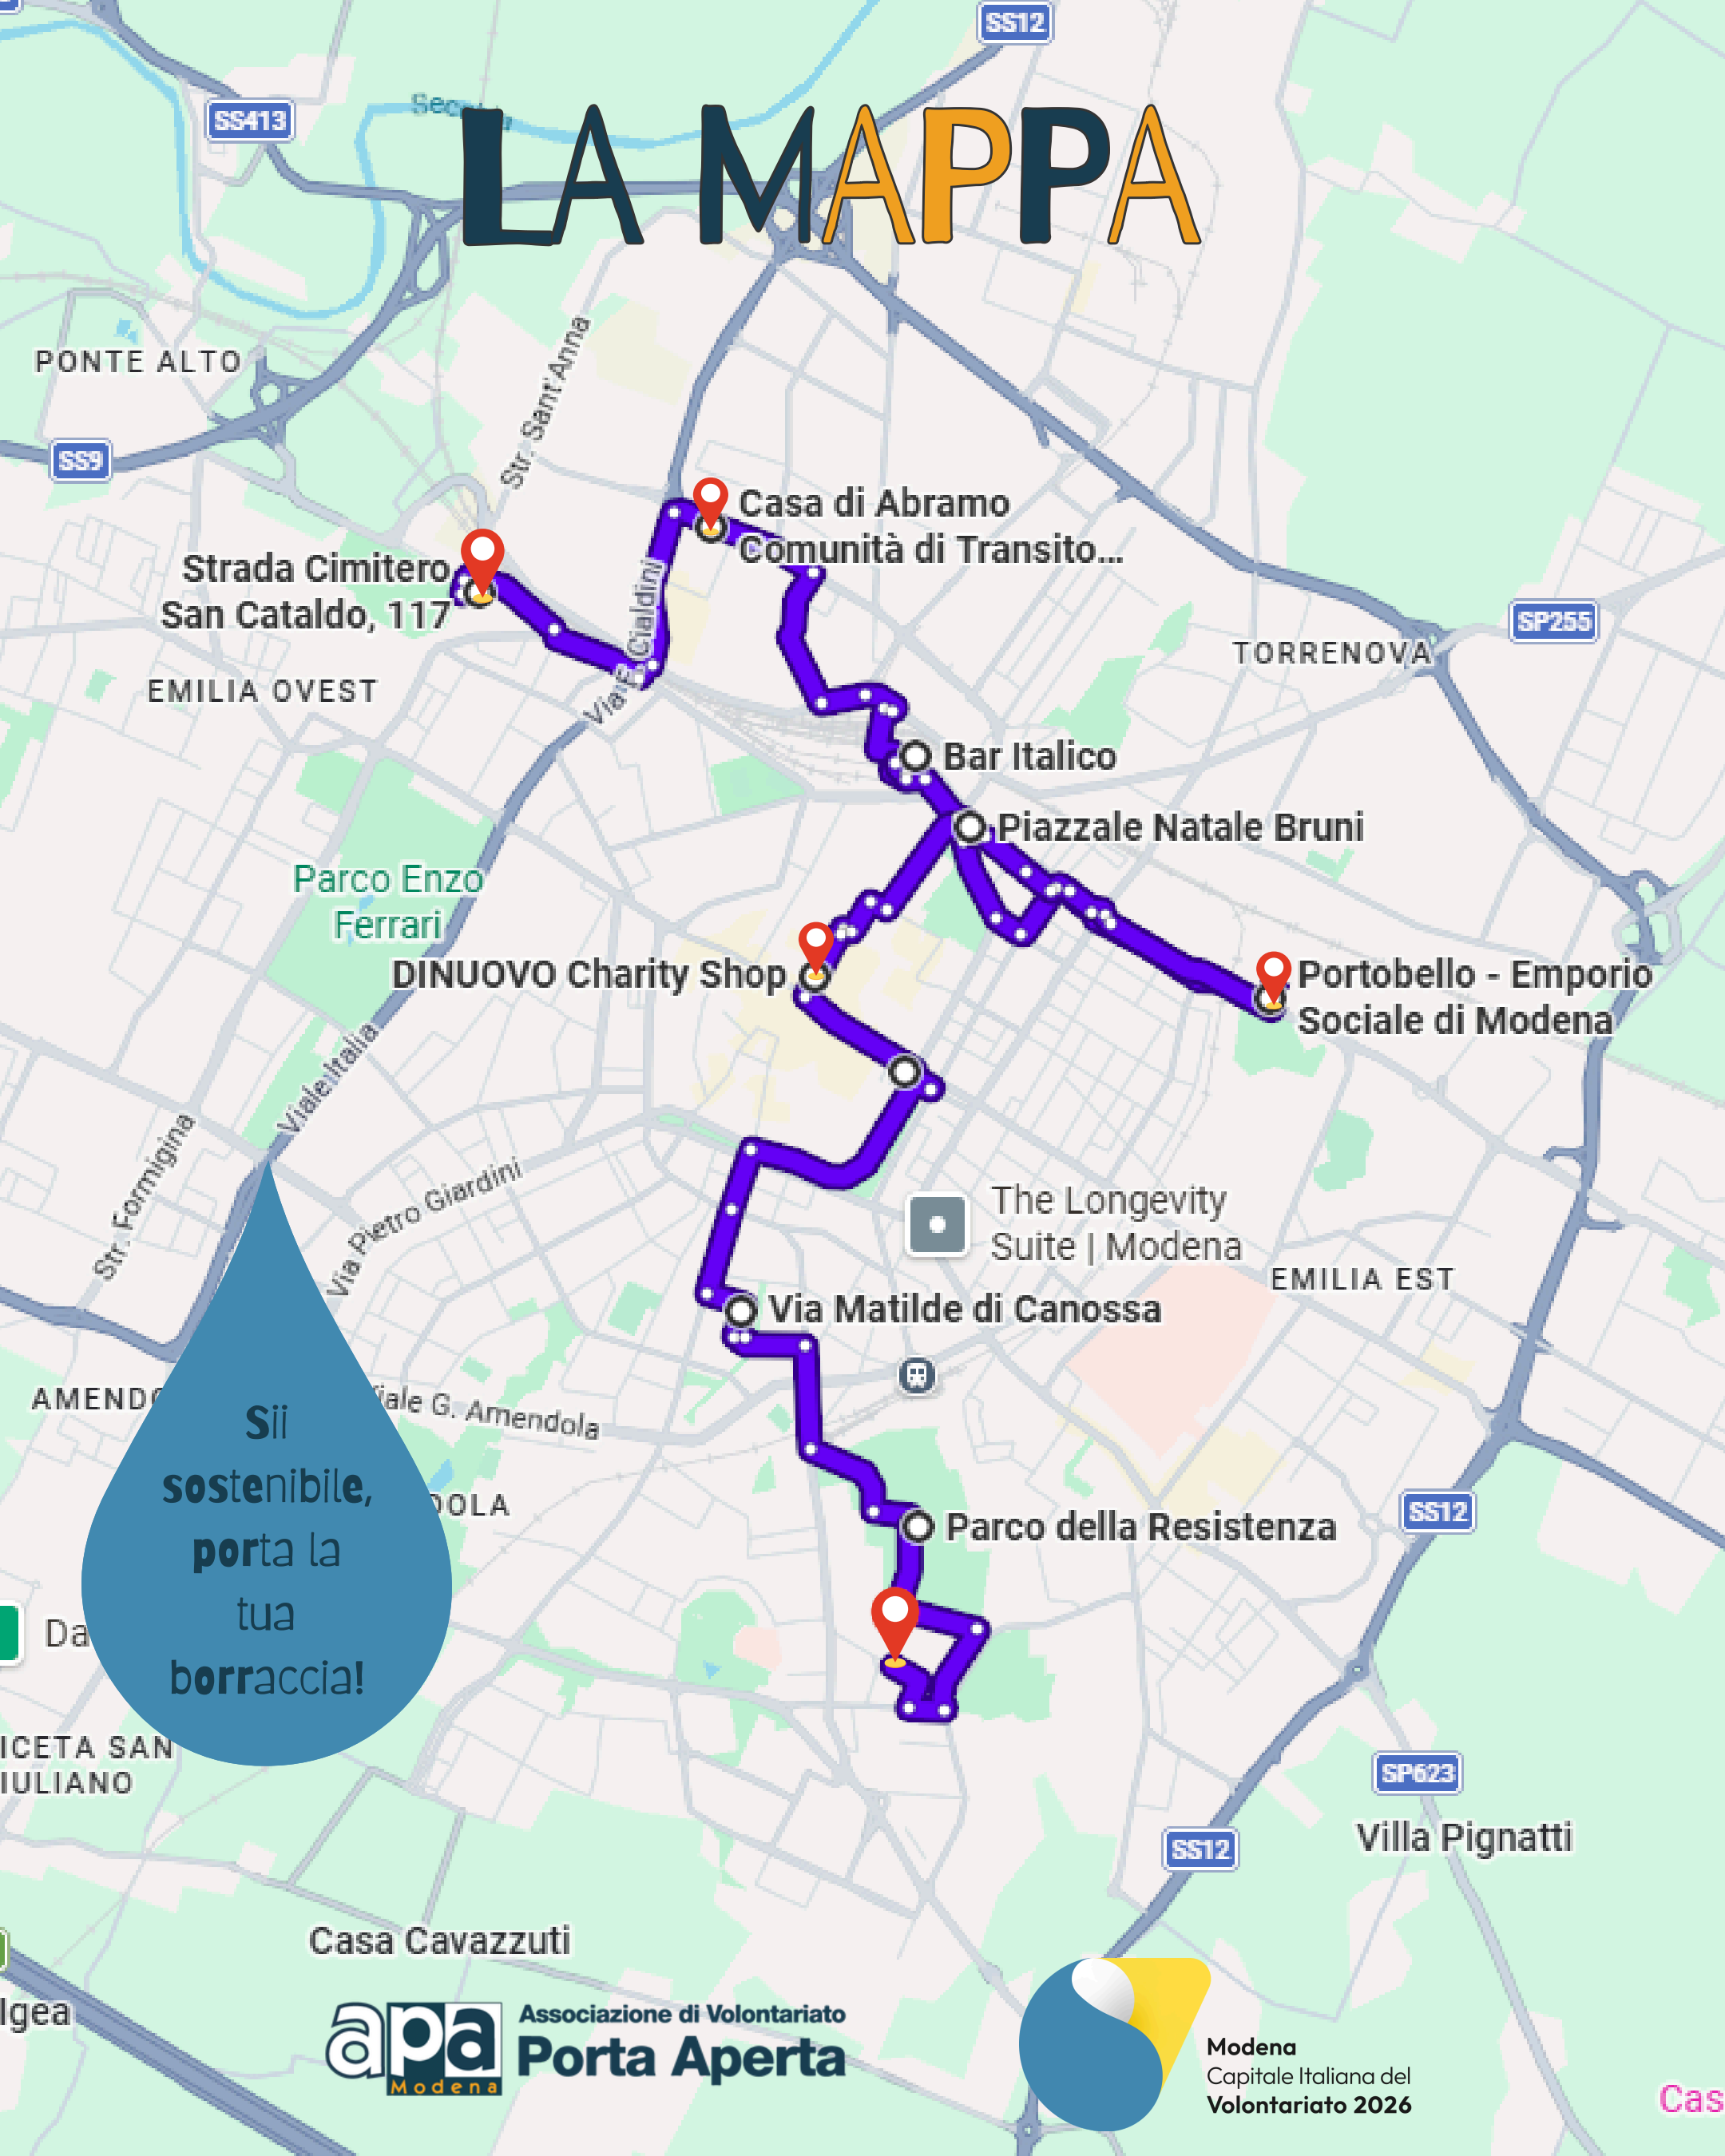 SS12
SS413
LA MAPPA
Str. Sant'Anna
PONTE ALTO
SS9
Casa di Abramo
Comunità di Transito...
Strada Cimitero
San Cataldo, 117
Via E. Cialdini
SP255
TORRENOVA
EMILIA OVEST
Bar Italico
Piazzale Natale Bruni
Parco Enzo
Ferrari
DINUOVO Charity Shop
Portobello - Emporio
Sociale di Modena
Viale Italia
Str. Formigina
Via Pietro Giardini
The Longevity
Suite | Modena
EMILIA EST
Via Matilde di Canossa
Viale G. Amendola
Sii
sostenibile,
porta la
tua
borraccia!
SS12
Parco della Resistenza
SP623
Villa Pignatti
SS12
Casa Cavazzuti
apa
Modena
Associazione di Volontariato
Porta Aperta
Modena
Capitale Italiana del
Volontariato 2026